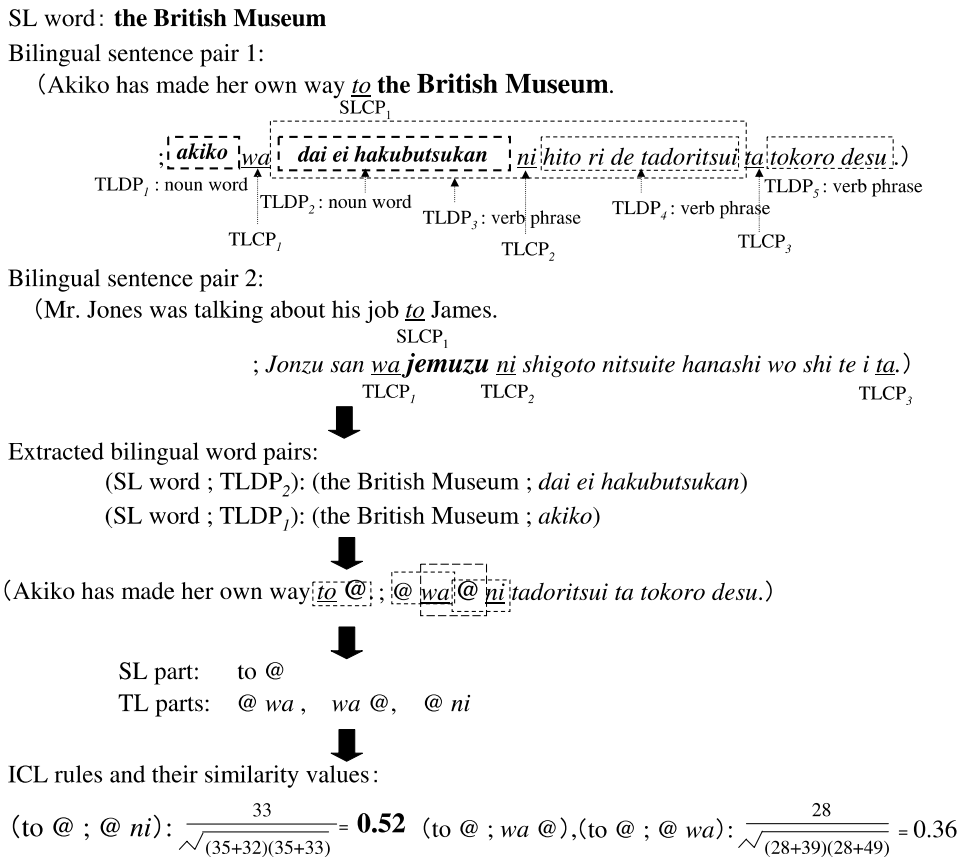 SL word: the British Museum
Bilingual sentence pair 1:
(Akiko has made her own way to the British Museum.
SLCP1
; akiko wa dai ei hakubutsukan ni hito ri de tadoritsui ta tokoro desu .)
TLDP1 : noun word
TLDP2 : noun word
TLDP3 : verb phrase
TLDP4 : verb phrase
TLDP5 : verb phrase
TLCP1
TLCP2
TLCP3
Bilingual sentence pair 2:
(Mr. Jones was talking about his job to James.
SLCP1
; Jonzu san wa jemuzu ni shigoto nitsuite hanashi wo shi te i ta.)
TLCP1 TLCP2 TLCP3
Extracted bilingual word pairs:
(SL word ; TLDP2): (the British Museum ; dai ei hakubutsukan)
(SL word ; TLDP1): (the British Museum ; akiko)
(Akiko has made her own way to @. ; @ wa @ ni tadoritsui ta tokoro desu.)
SL part: to @
TL parts: @ wa , wa @, @ ni
ICL rules and their similarity values:
(to @ ; @ ni): 33 / √(35+32)(35+33) = 0.52 (to @ ; wa @),(to @ ; @ wa): 28 / √(28+39)(28+49) = 0.36